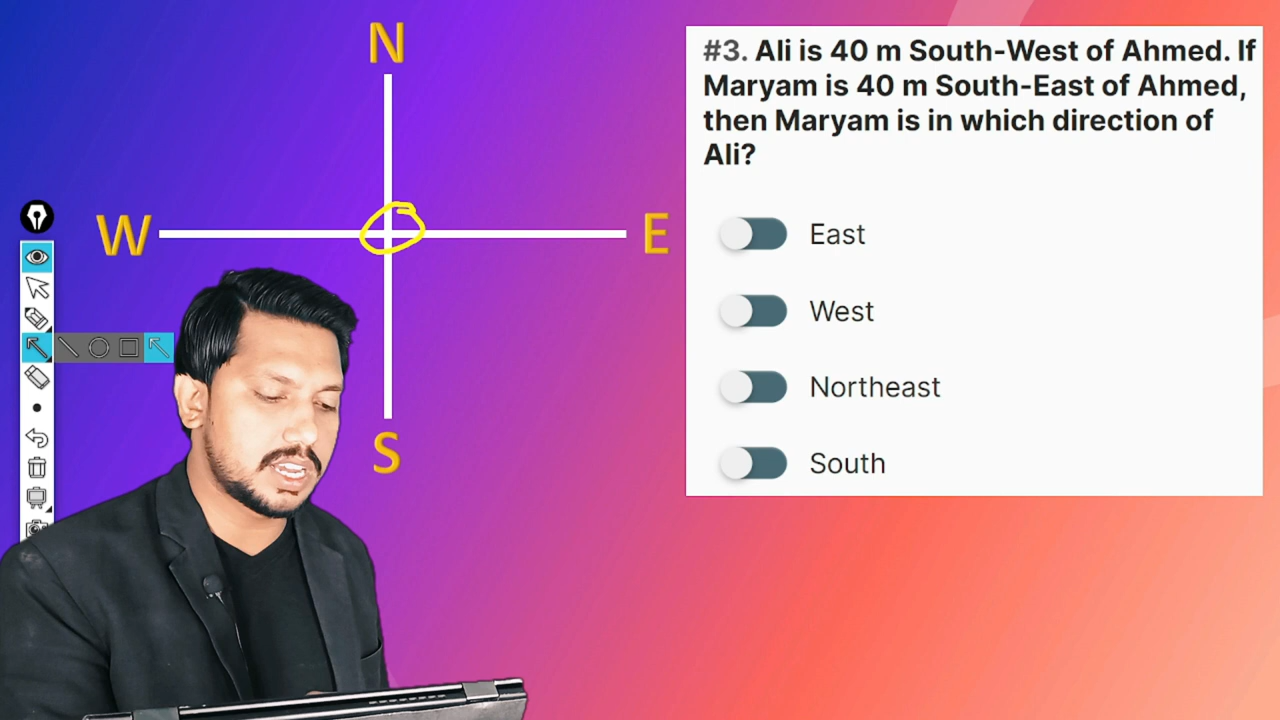 N
W
E
S
#3. Ali is 40 m South-West of Ahmed. If
Maryam is 40 m South-East of Ahmed,
then Maryam is in which direction of
Ali?
East
West
Northeast
South